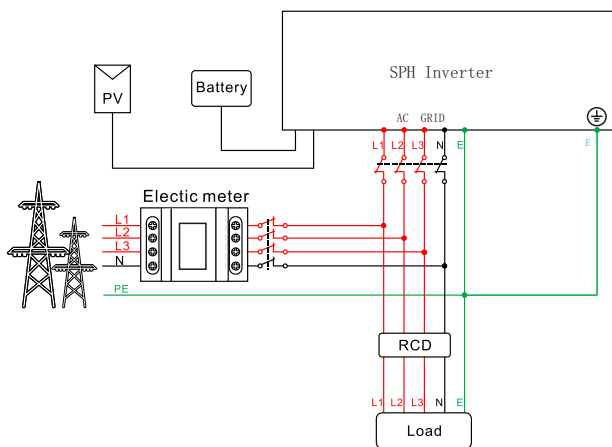 SPH Inverter
PV
Battery
AC GRID
L1 L2 L3 N E
E
Electic meter
L1
L2
L3
N
PE
RCD
L1 L2 L3 N E
Load